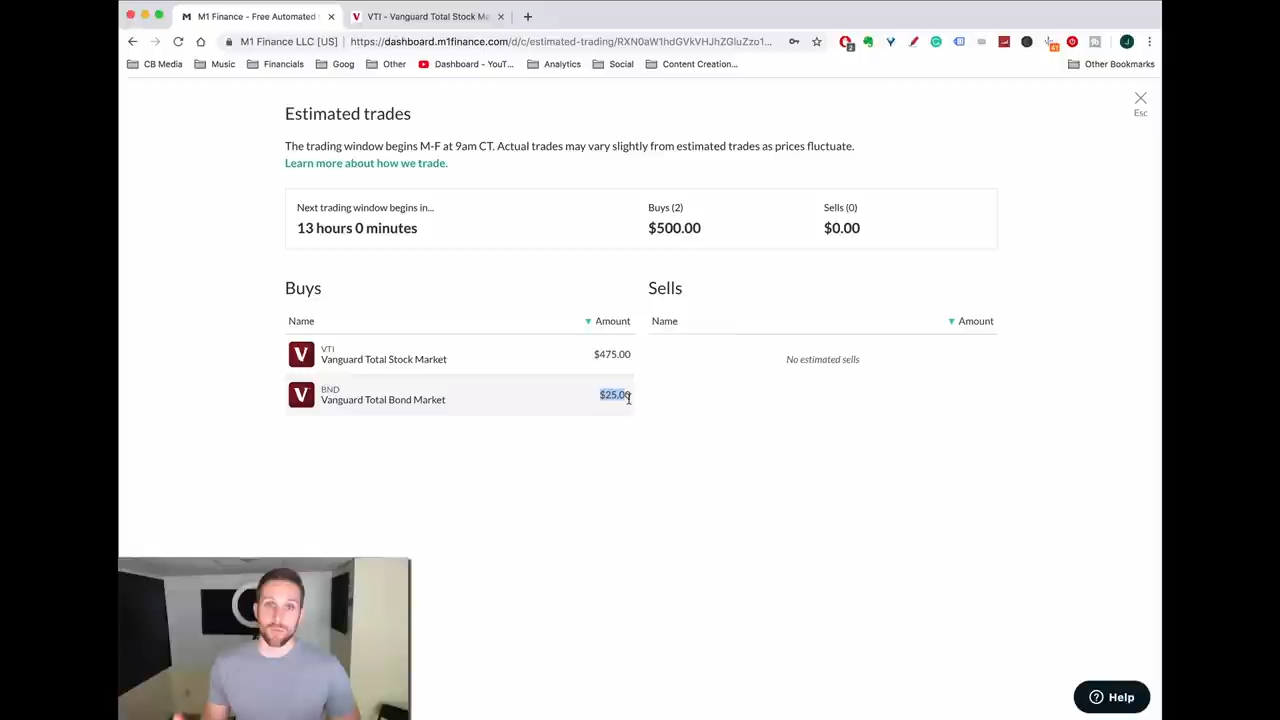 M1 Finance - Free Automated
VTI - Vanguard Total Stock Me
M1 Finance LLC [US]
https://dashboard.m1finance.com/d/c/estimated-trading/RXN0aW1hdGVkVHJhZGluZzo1...
2
41
J
CB Media
Music
Financials
Goog
Other
Dashboard - YouT...
Analytics
Social
Content Creation...
Other Bookmarks
Esc
Estimated trades
The trading window begins M-F at 9am CT. Actual trades may vary slightly from estimated trades as prices fluctuate.
Learn more about how we trade.
Next trading window begins in...
Buys (2)
Sells (0)
13 hours 0 minutes
$500.00
$0.00
Buys
Sells
Name
Amount
Name
Amount
VTI
Vanguard Total Stock Market
$475.00
No estimated sells
BND
Vanguard Total Bond Market
$25.00
Help